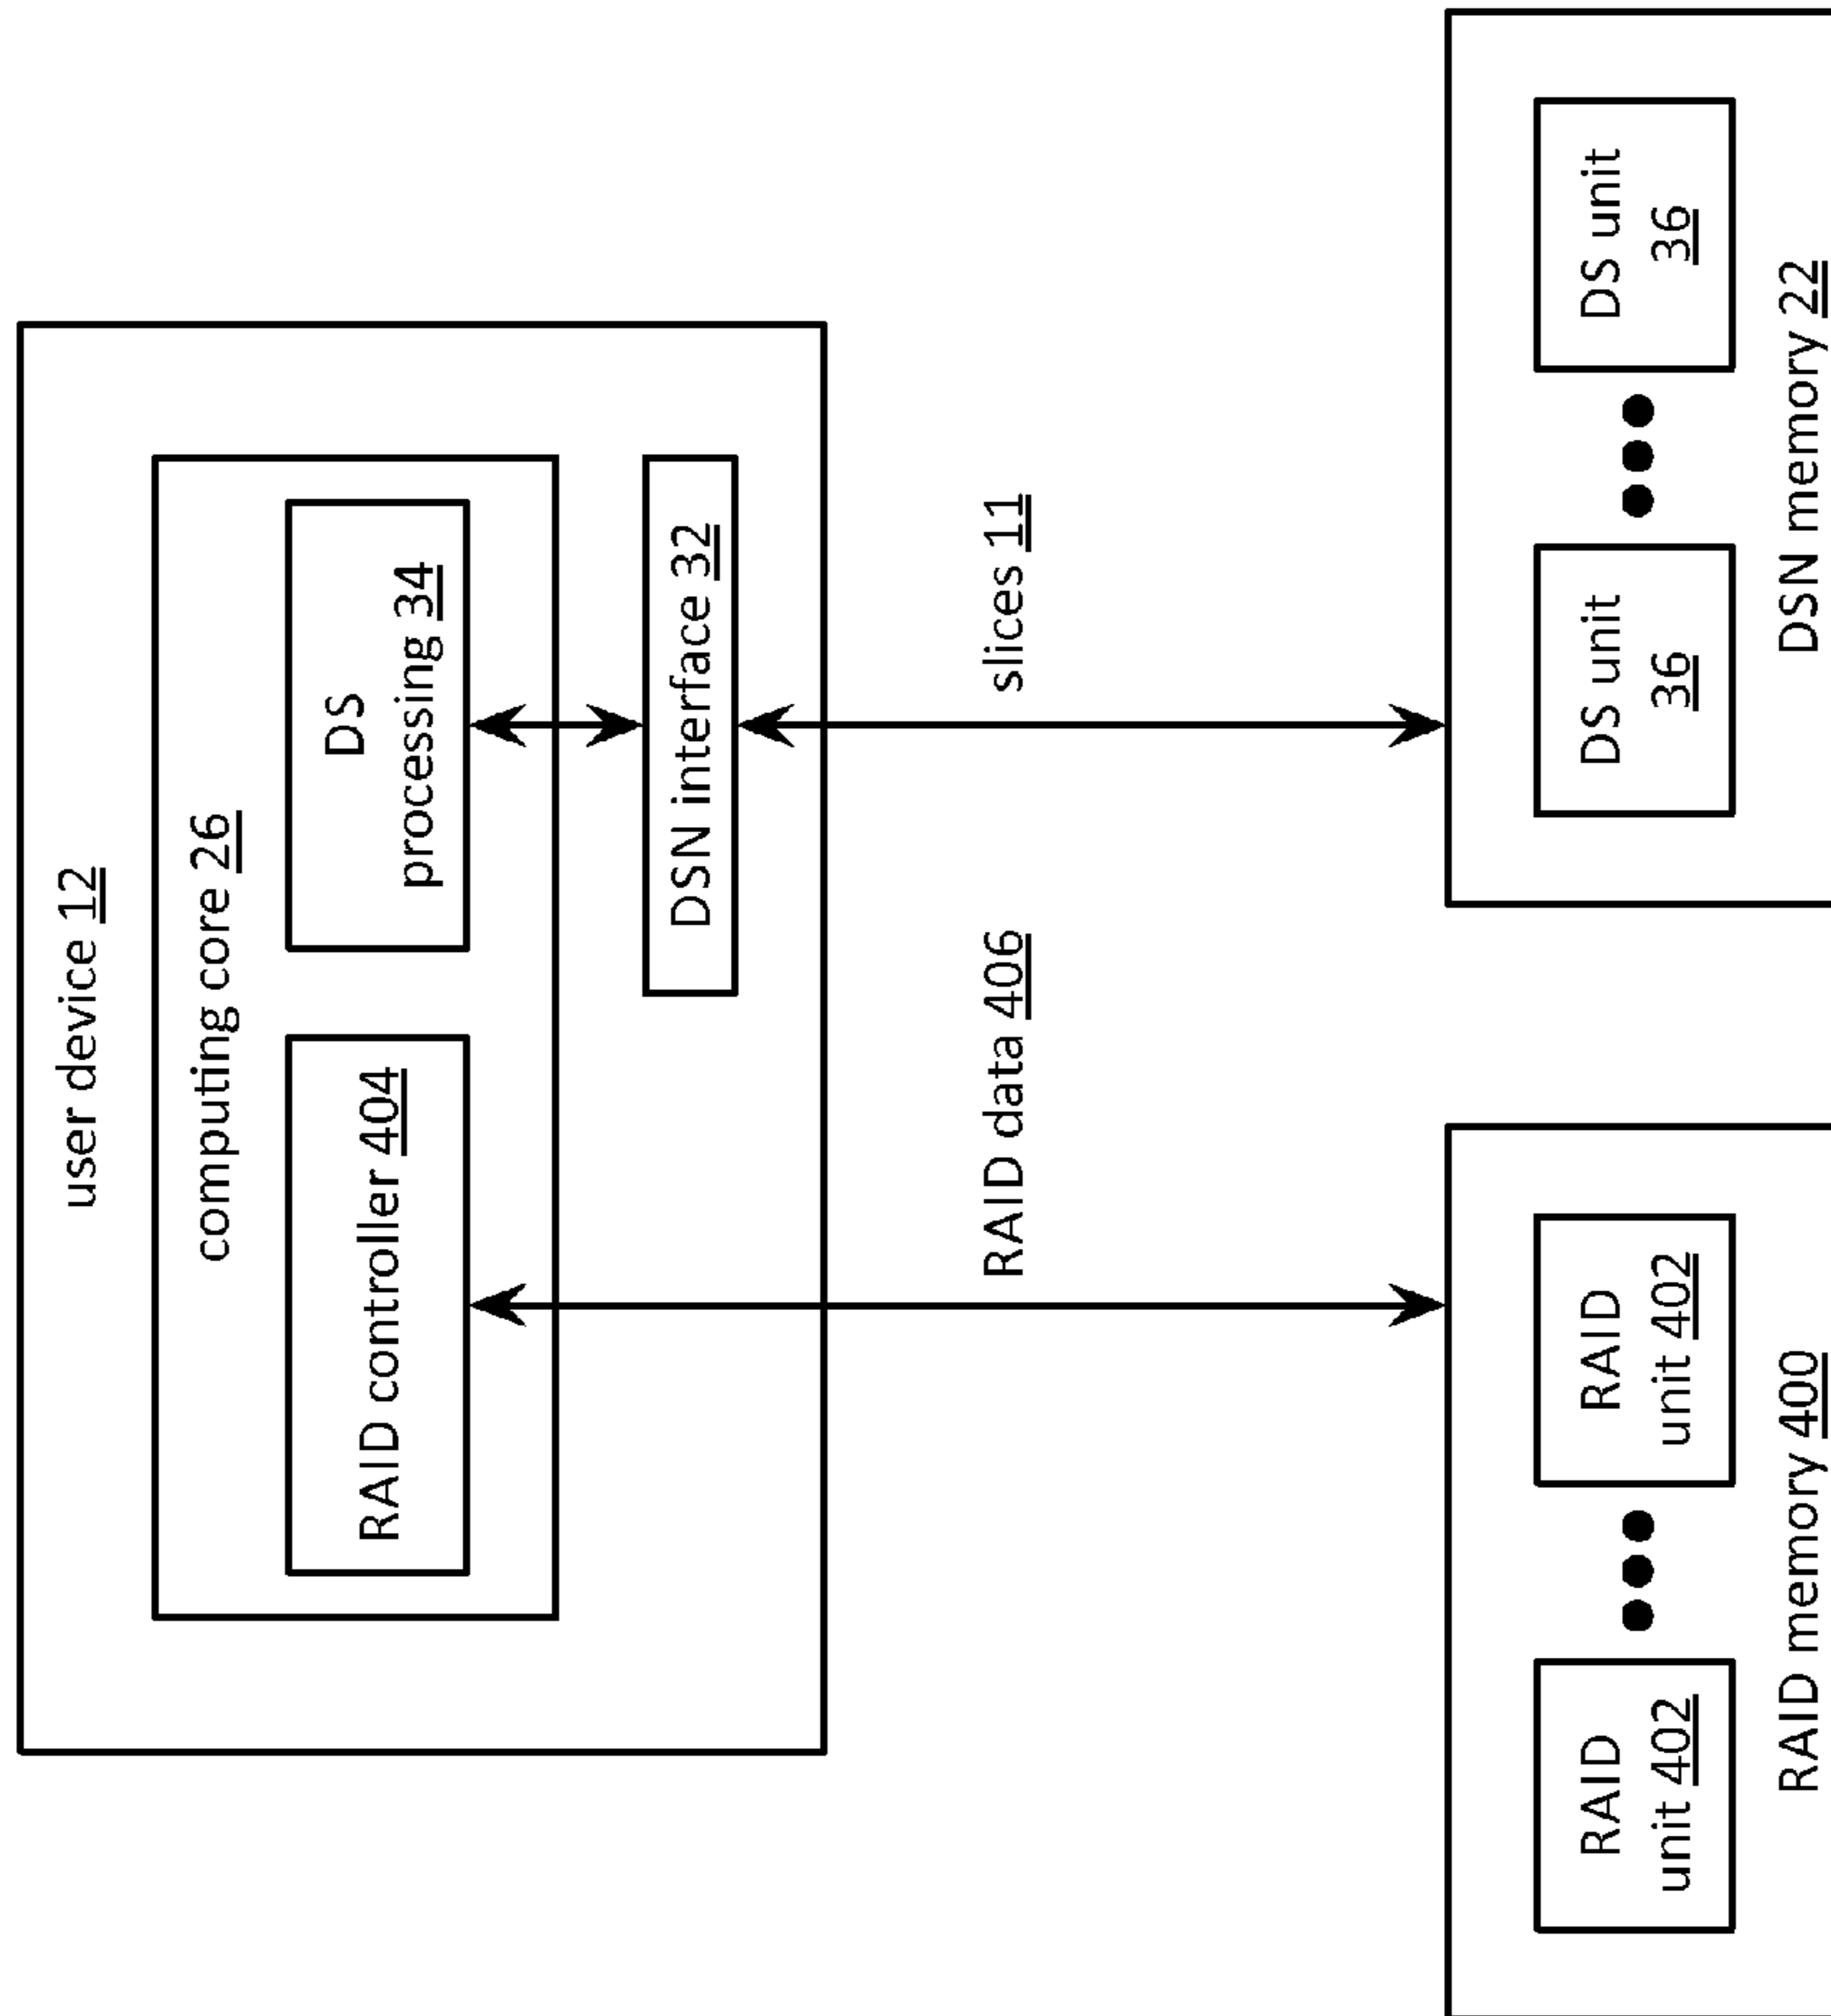 user device 12
computing core 26
RAID controller 404
DS
processing 34
DSN interface 32
RAID data 406
slices 11
RAID
unit 402
RAID
unit 402
RAID memory 400
DS unit
36
DS unit
36
DSN memory 22